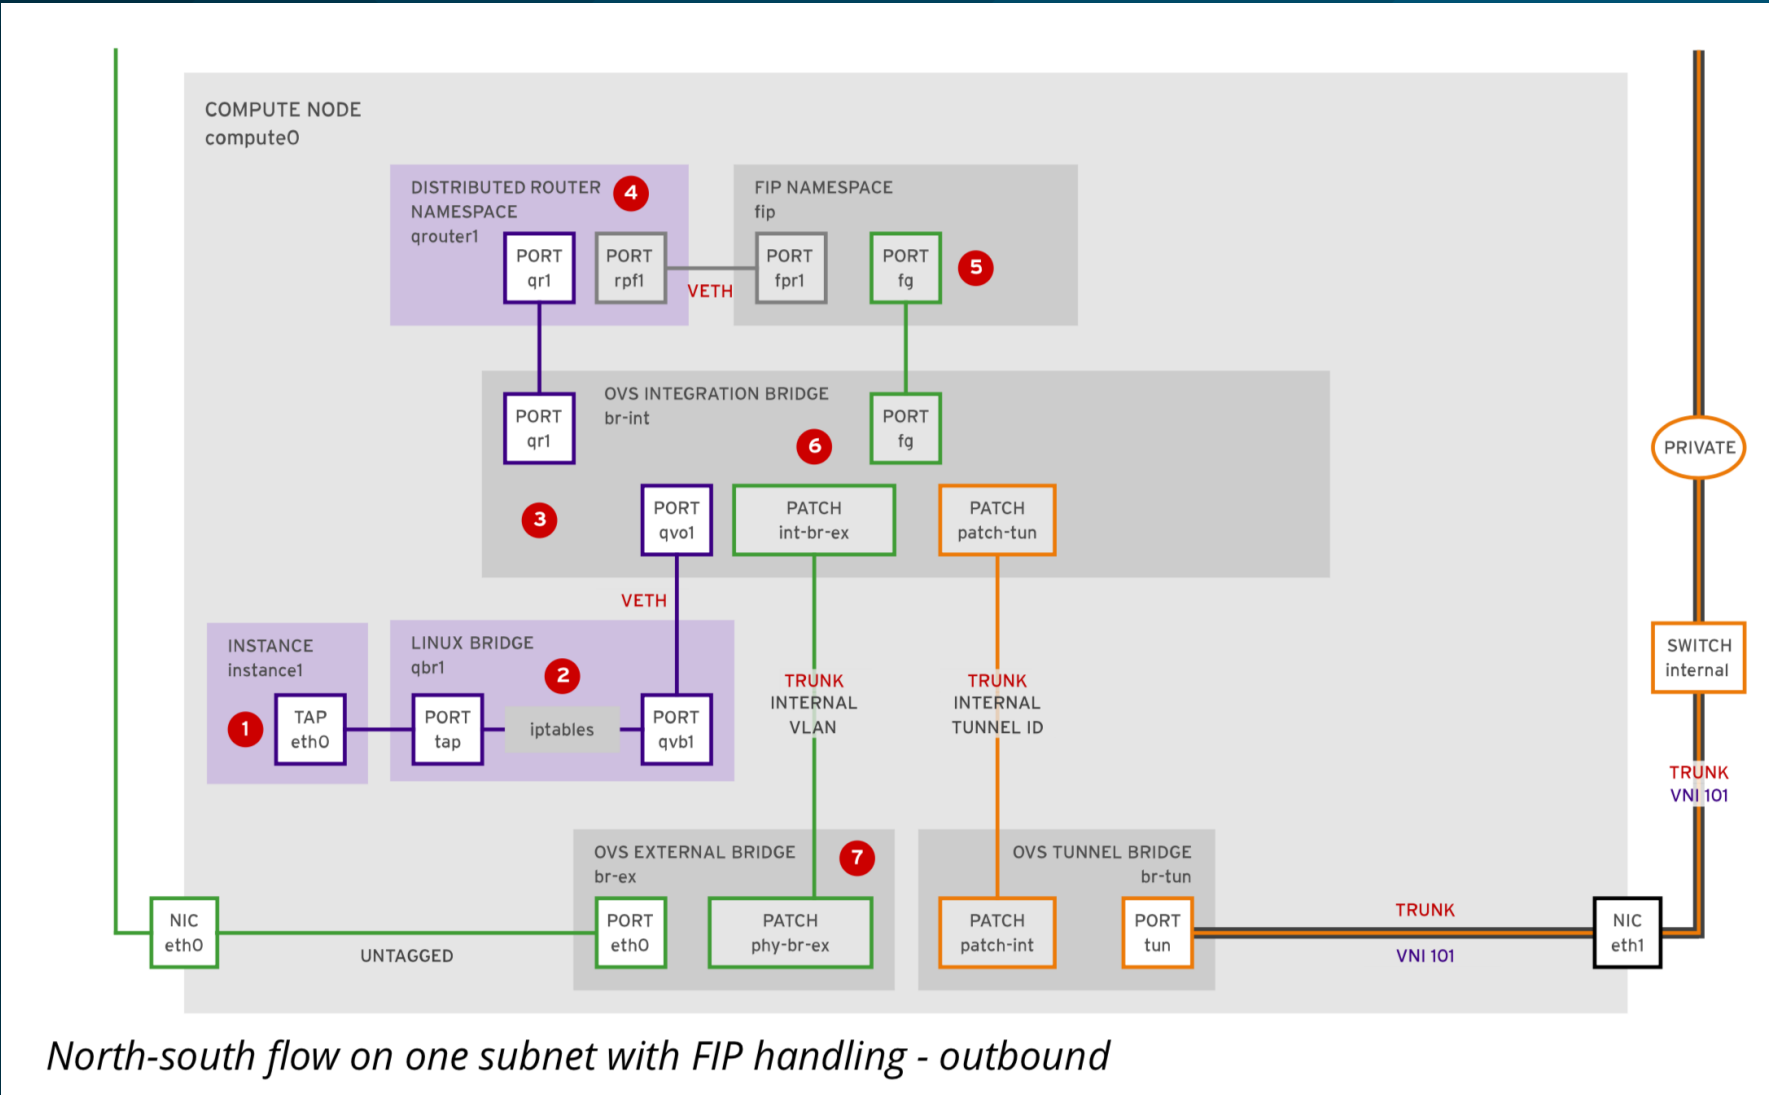 COMPUTE NODE
compute0
DISTRIBUTED ROUTER
NAMESPACE
qrouter1
4
PORT
qr1
PORT
rpf1
VETH
FIP NAMESPACE
fip
PORT
fpr1
PORT
fg
5
OVS INTEGRATION BRIDGE
br-int
PORT
qr1
6
PORT
fg
3
PORT
qvo1
PATCH
int-br-ex
PATCH
patch-tun
PRIVATE
VETH
INSTANCE
instance1
1
TAP
eth0
LINUX BRIDGE
qbr1
2
PORT
tap
iptables
PORT
qvb1
TRUNK
INTERNAL
VLAN
TRUNK
INTERNAL
TUNNEL ID
SWITCH
internal
TRUNK
VNI 101
OVS EXTERNAL BRIDGE
br-ex
7
OVS TUNNEL BRIDGE
br-tun
NIC
eth0
UNTAGGED
PORT
eth0
PATCH
phy-br-ex
PATCH
patch-int
PORT
tun
TRUNK
VNI 101
NIC
eth1
North-south flow on one subnet with FIP handling - outbound